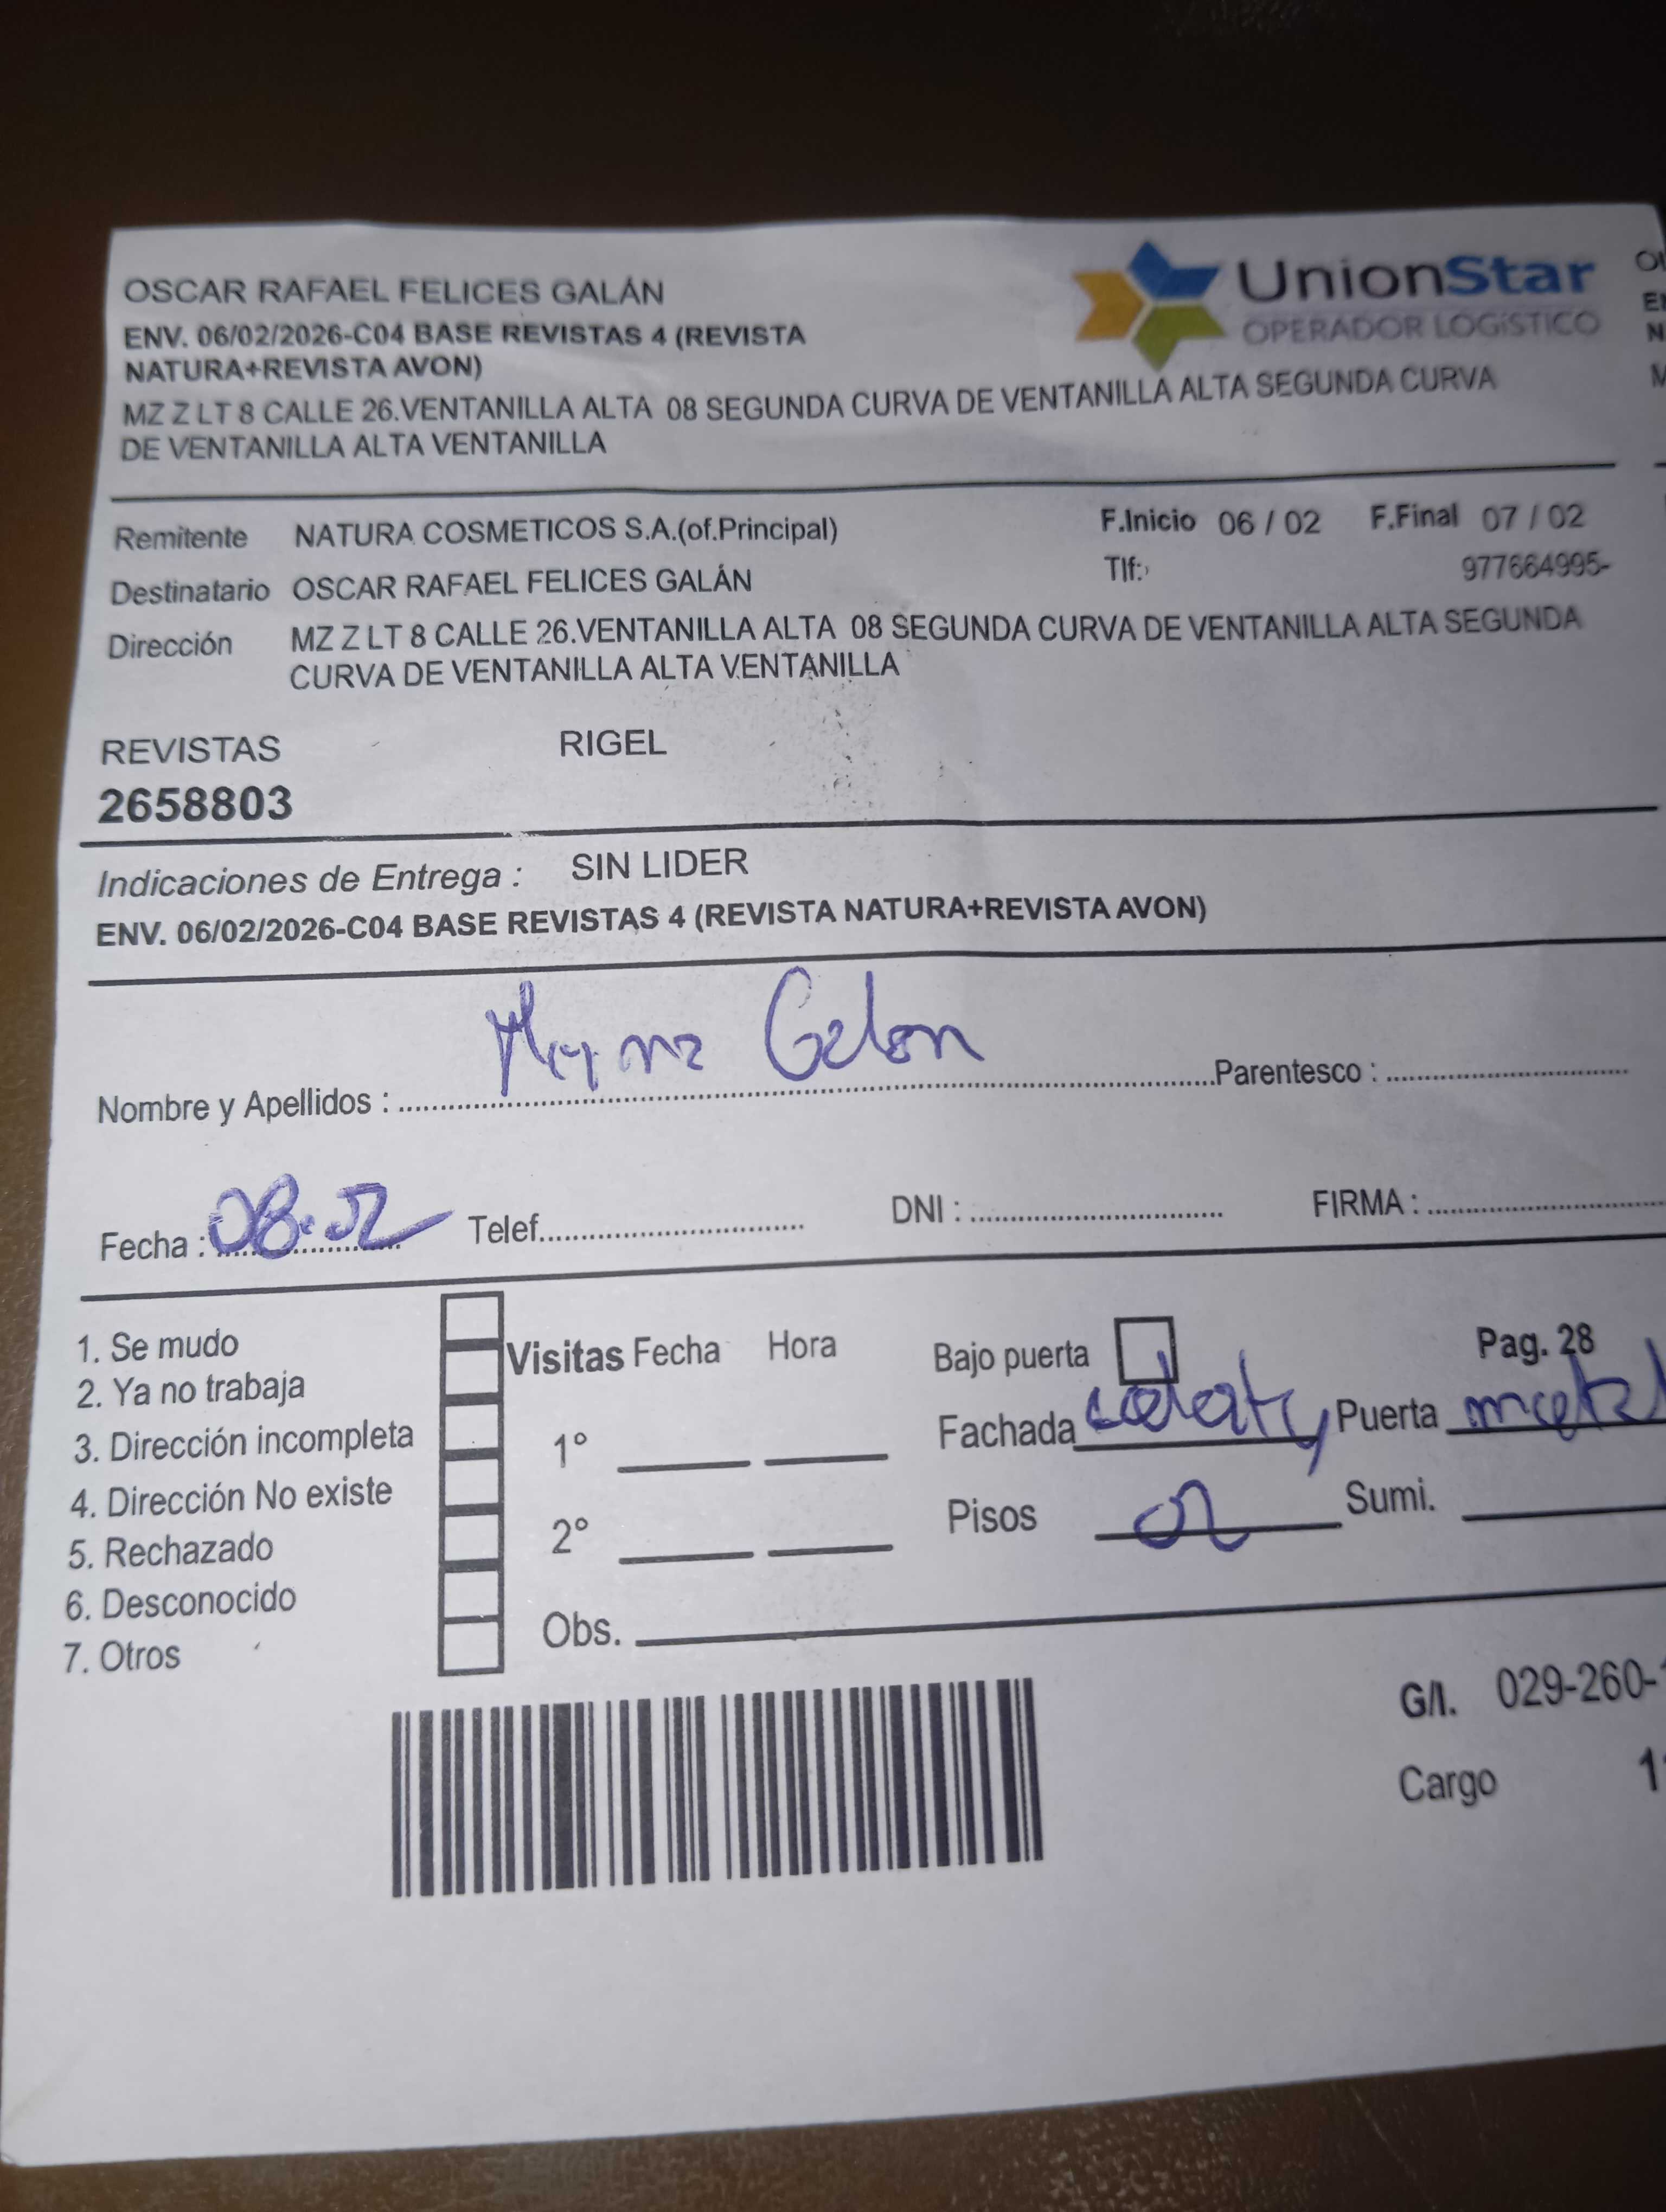 OSCAR RAFAEL FELICES GALÁN
ENV. 06/02/2026-C04 BASE REVISTAS 4 (REVISTA
NATURA+REVISTA AVON)
MZ Z LT 8 CALLE 26.VENTANILLA ALTA 08 SEGUNDA CURVA DE VENTANILLA ALTA SEGUNDA CURVA
DE VENTANILLA ALTA VENTANILLA
UnionStar
OPERADOR LOGÍSTICO
Remitente NATURA COSMETICOS S.A.(of.Principal) F.Inicio 06 / 02 F.Final 07 / 02
Destinatario OSCAR RAFAEL FELICES GALÁN Tlf: 977664995-
Dirección MZ Z LT 8 CALLE 26.VENTANILLA ALTA 08 SEGUNDA CURVA DE VENTANILLA ALTA SEGUNDA
CURVA DE VENTANILLA ALTA VENTANILLA
REVISTAS RIGEL
2658803
Indicaciones de Entrega : SIN LIDER
ENV. 06/02/2026-C04 BASE REVISTAS 4 (REVISTA NATURA+REVISTA AVON)
Nombre y Apellidos : Galon Parentesco :
Fecha : 08.02 Telef. DNI : FIRMA :
1. Se mudo
2. Ya no trabaja
3. Dirección incompleta
4. Dirección No existe
5. Rechazado
6. Desconocido
7. Otros
Visitas Fecha Hora
1°
2°
Obs.
Bajo puerta Pag. 28
Fachada Puerta metal
Pisos 02 Sumi.
G/I. 029-260-
Cargo